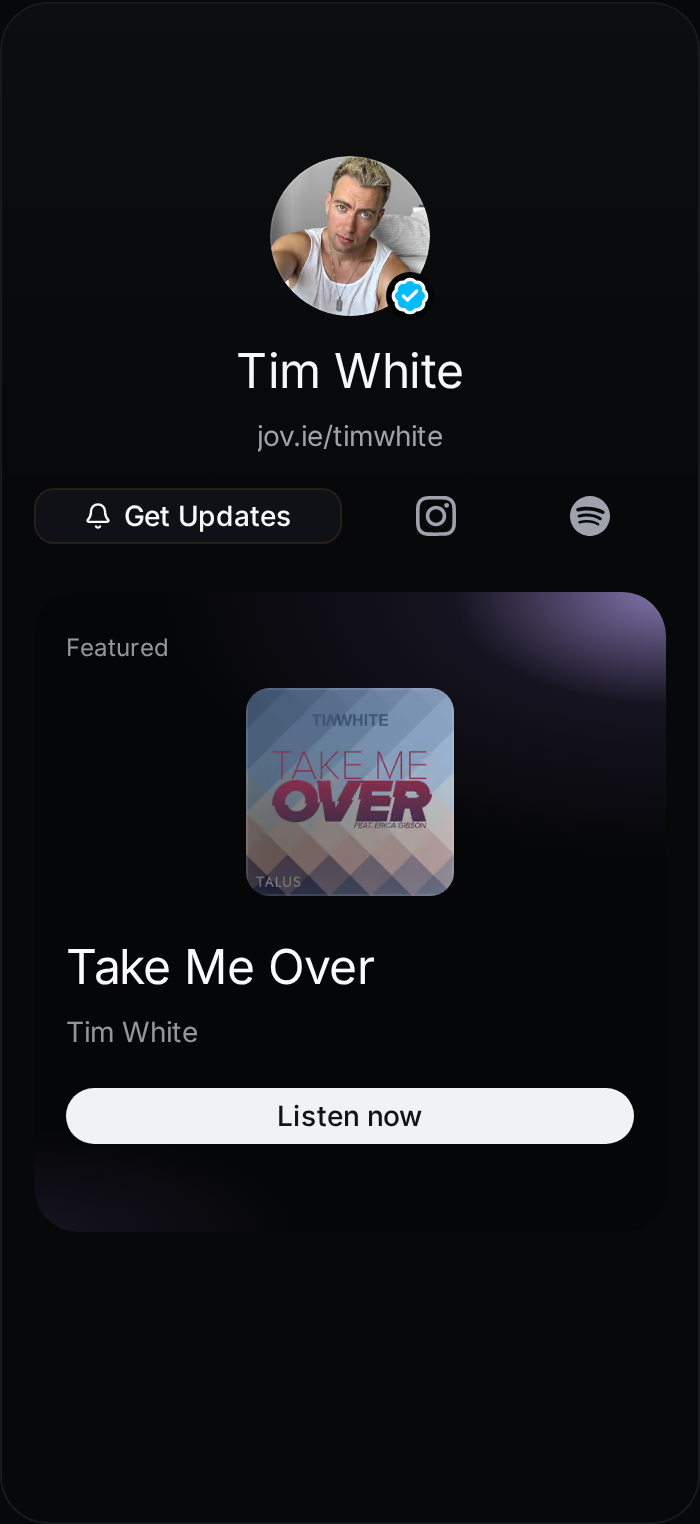 Tim White
jov.ie/timwhite
Get Updates
Featured
TIMWHITE
TAKE ME
OVER
FEAT. ERICA GIBSON
TALUS
Take Me Over
Tim White
Listen now